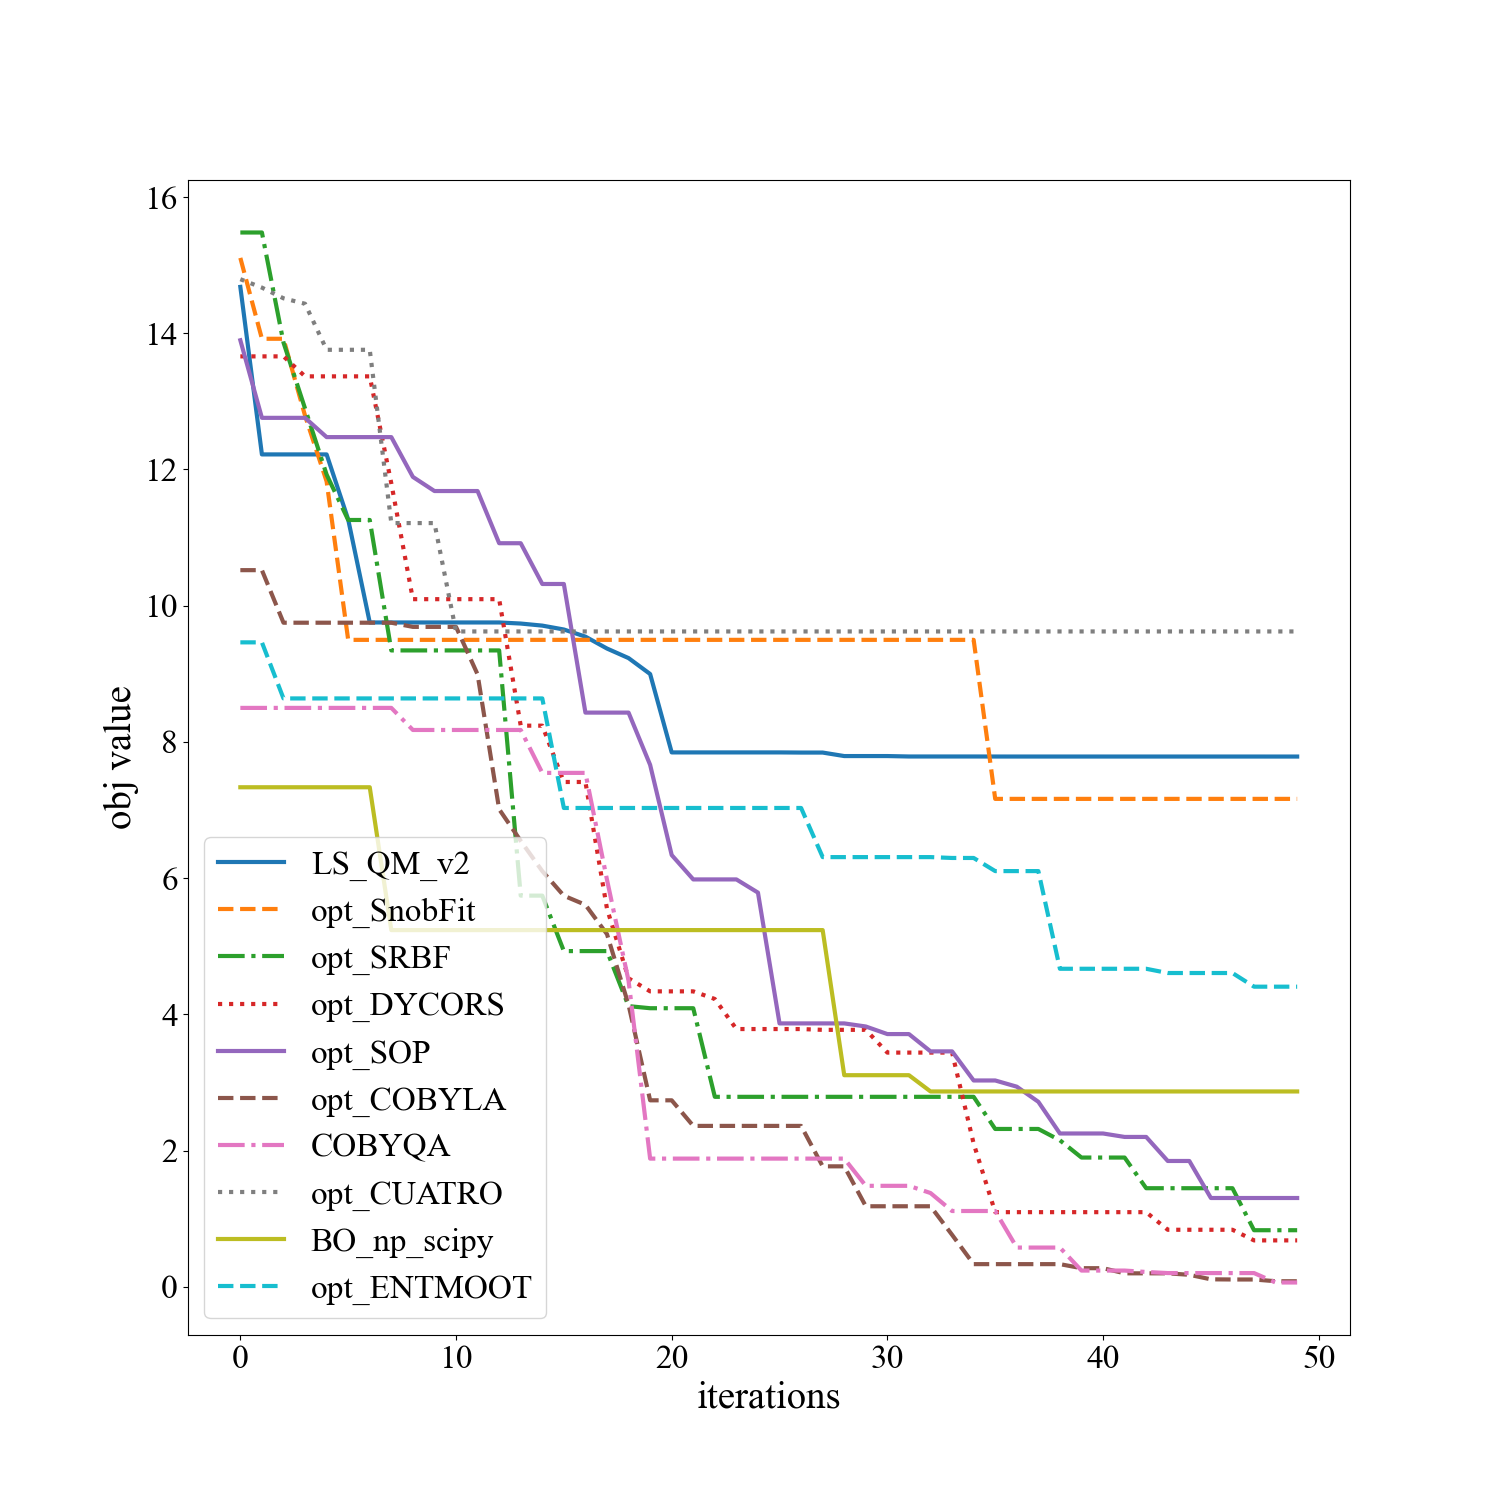 16
14
12
10
8
6
4
2
0
obj value
LS_QM_v2
opt_SnobFit
opt_SRBF
opt_DYCORS
opt_SOP
opt_COBYLA
COBYQA
opt_CUATRO
BO_np_scipy
opt_ENTMOOT
0 10 20 30 40 50
iterations